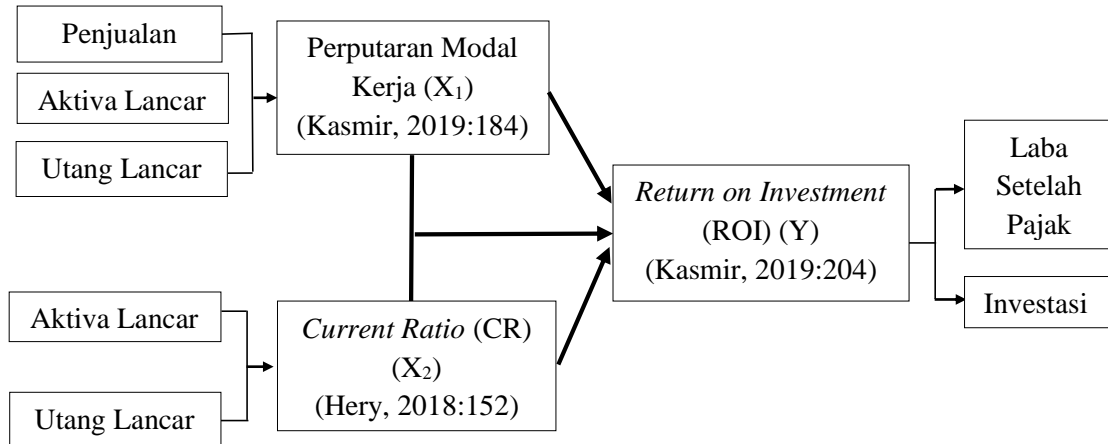 Penjualan
Aktiva Lancar
Utang Lancar
Perputaran Modal
Kerja (X₁)
(Kasmir, 2019:184)
Aktiva Lancar
Utang Lancar
Current Ratio (CR)
(X₂)
(Hery, 2018:152)
Return on Investment
(ROI) (Y)
(Kasmir, 2019:204)
Laba
Setelah
Pajak
Investasi